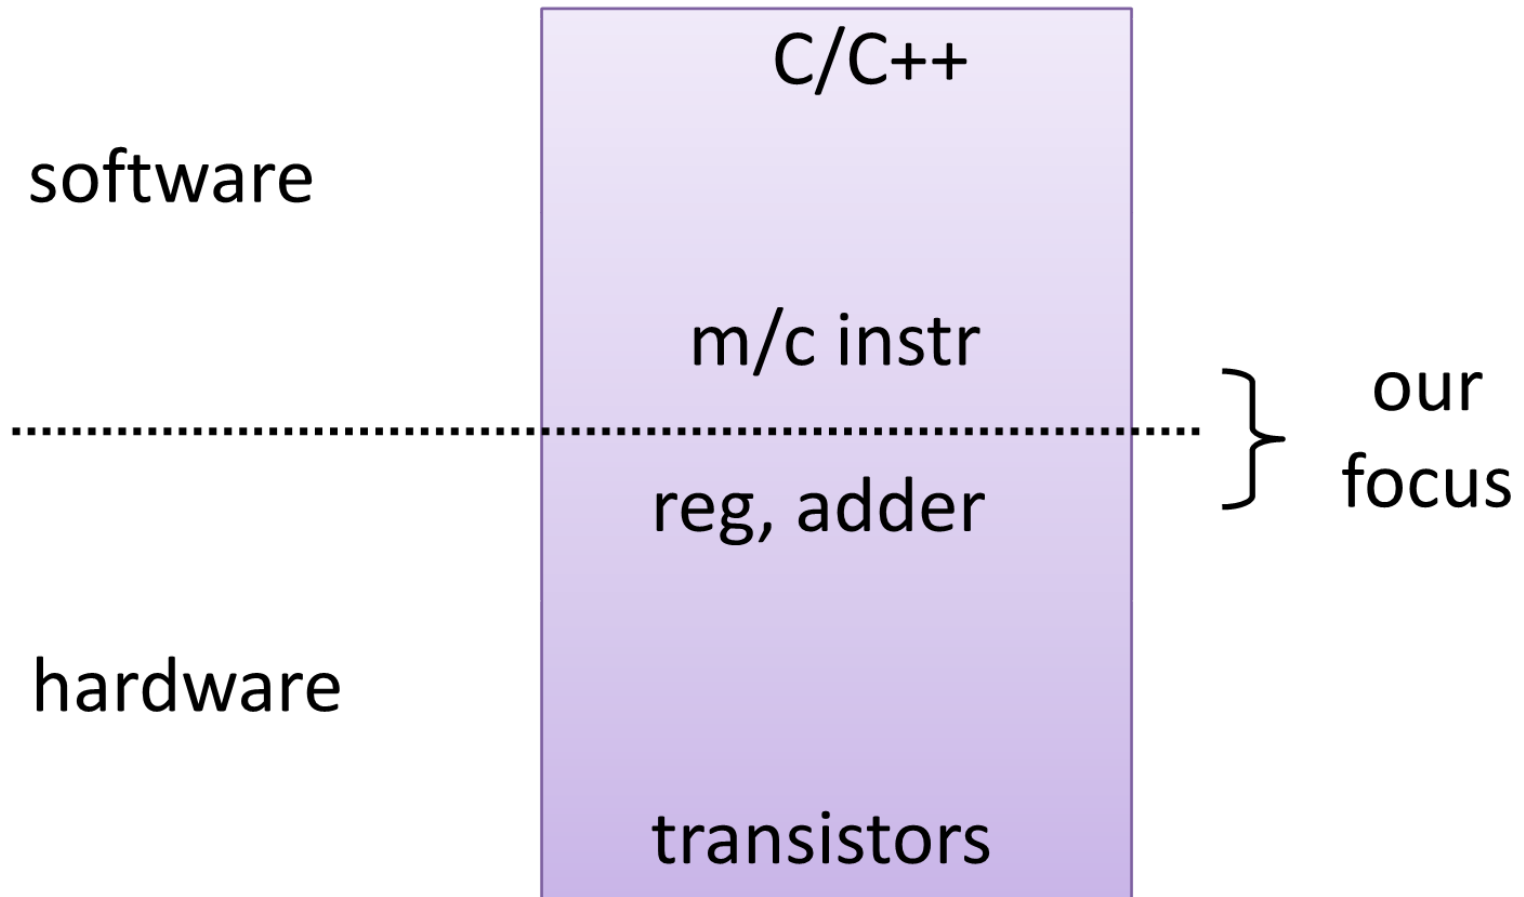 C/C++
software
m/c instr
our
focus
reg, adder
hardware
transistors